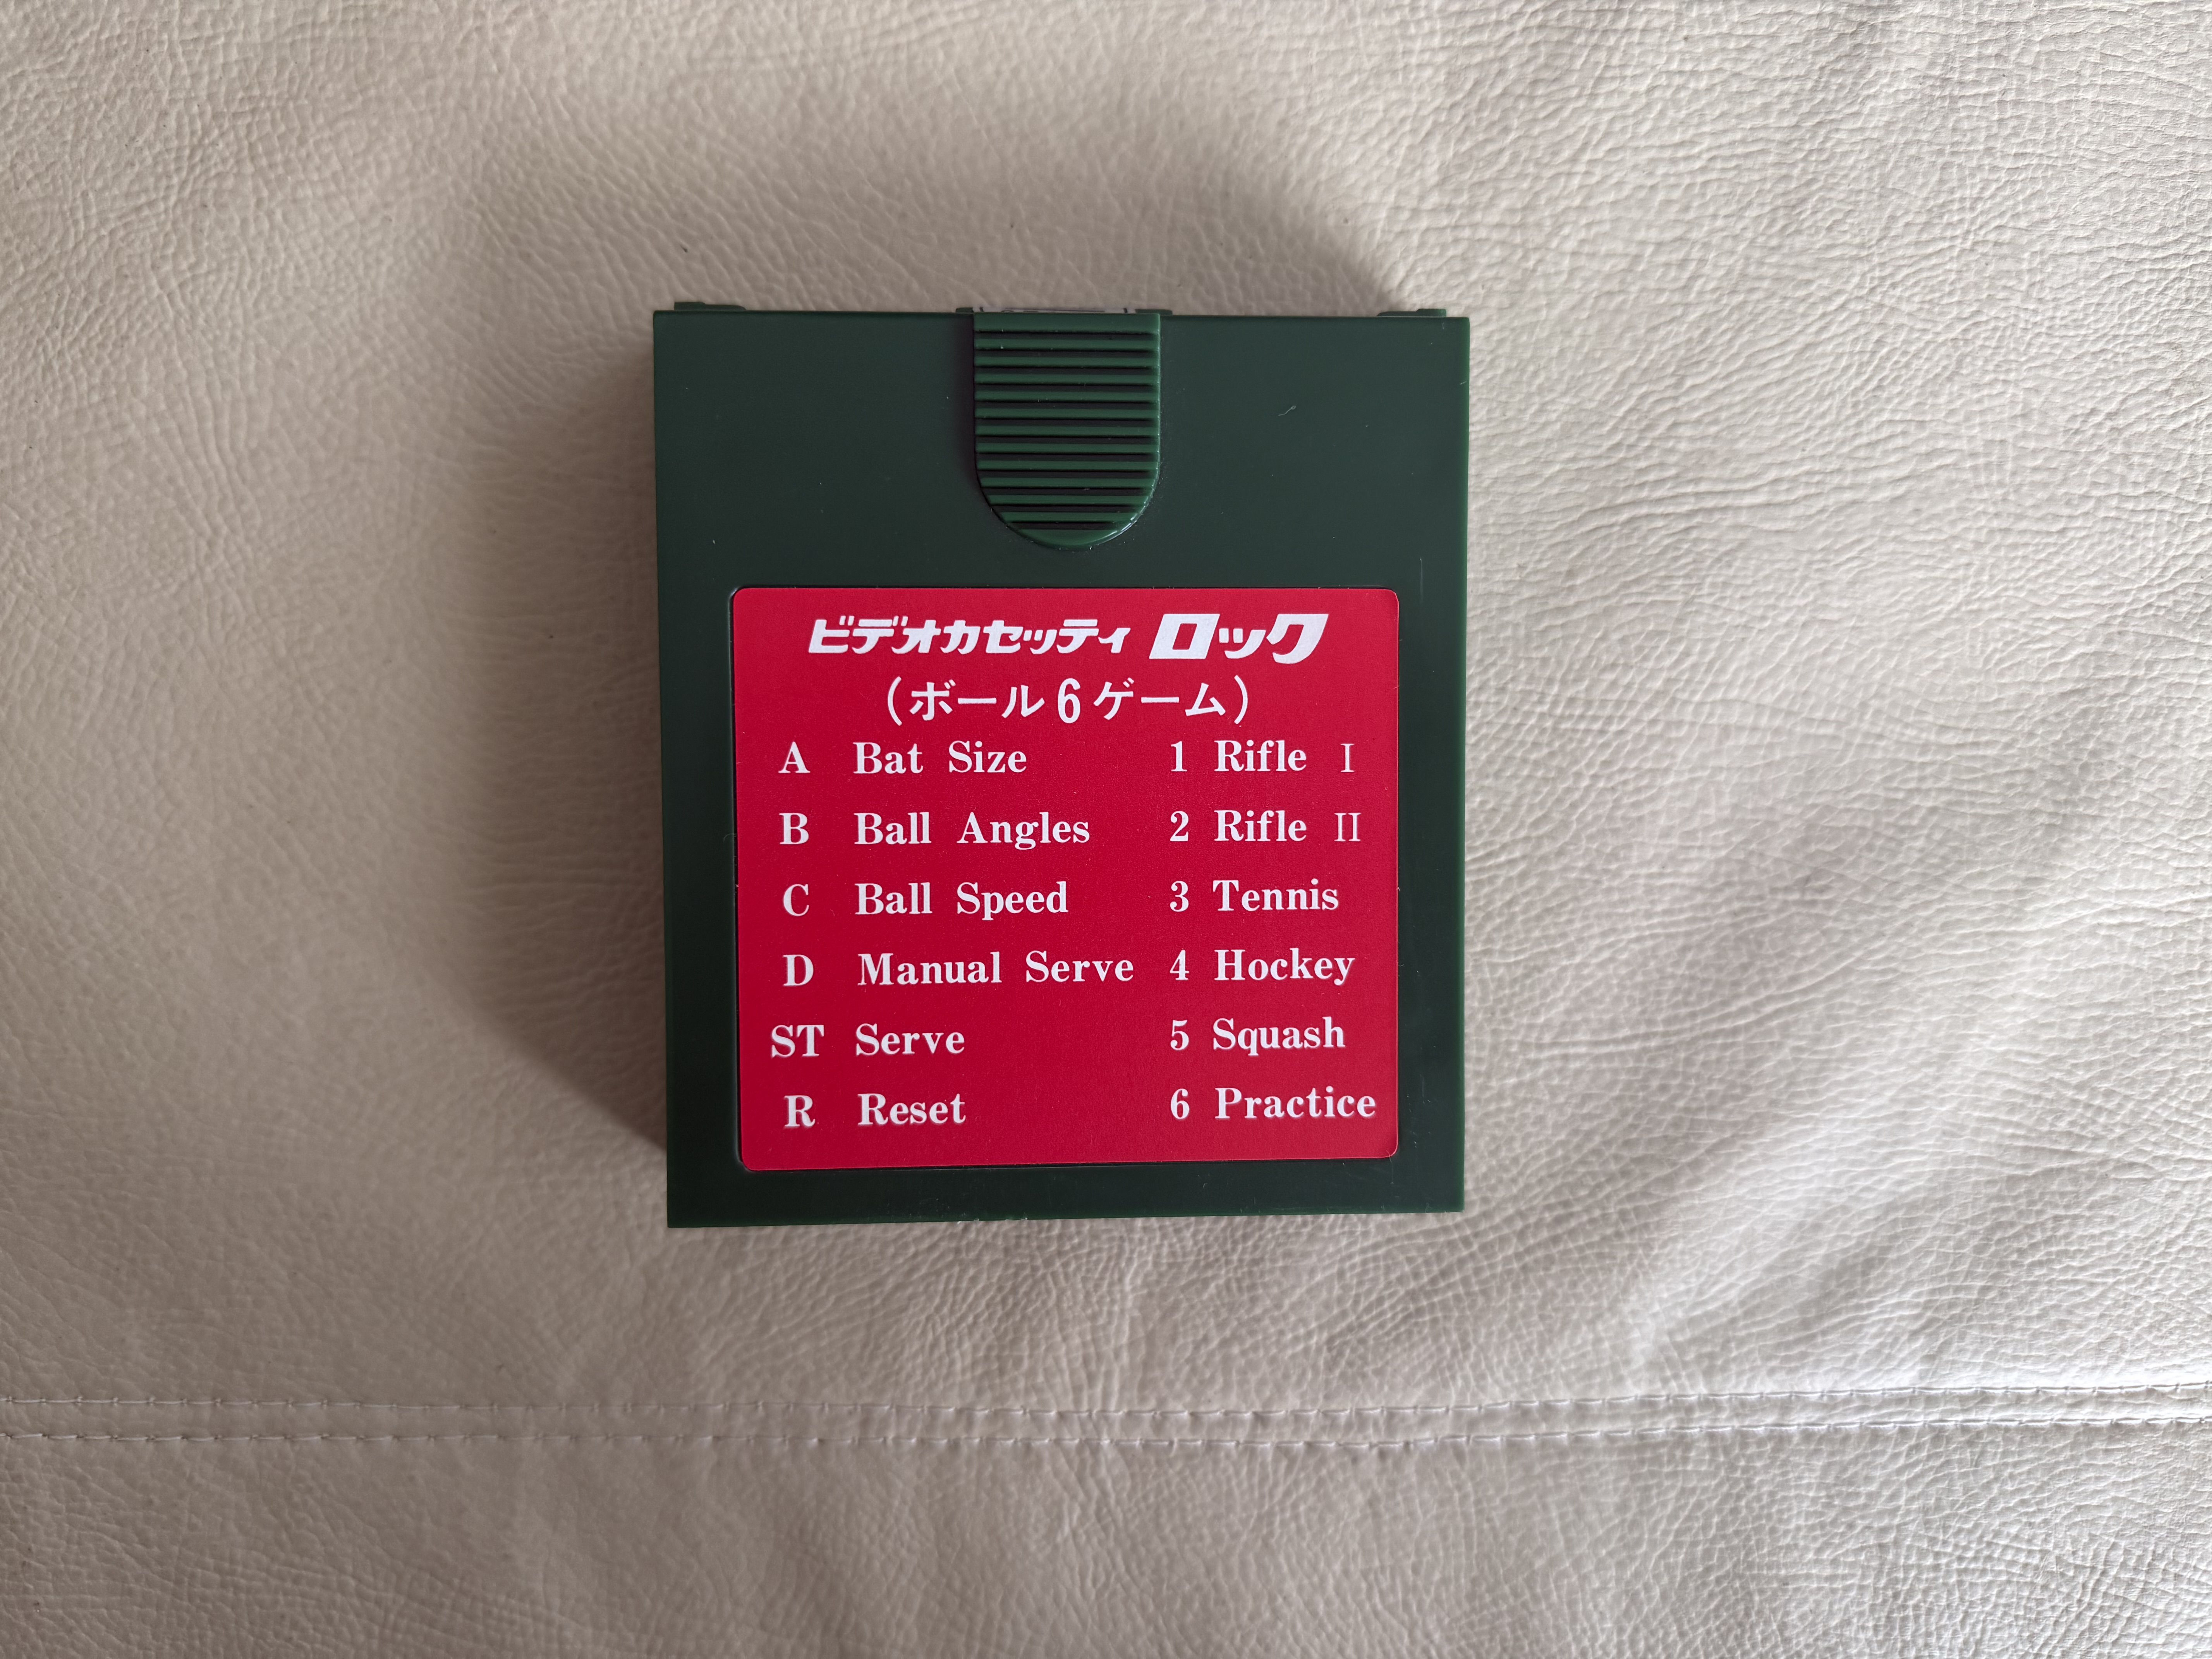 ビデオカセッティ ロック
(ボール6ゲーム)
A Bat Size 1 Rifle I
B Ball Angles 2 Rifle II
C Ball Speed 3 Tennis
D Manual Serve 4 Hockey
ST Serve 5 Squash
R Reset 6 Practice